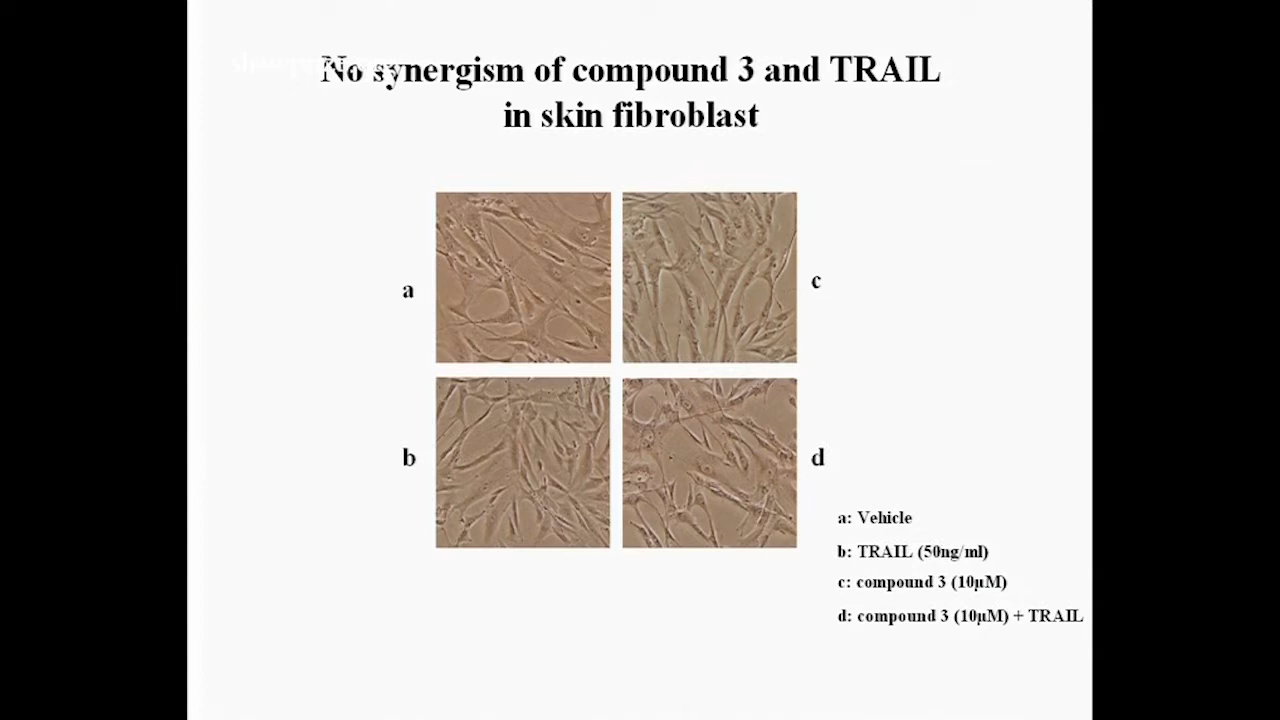 No synergism of compound 3 and TRAIL
in skin fibroblast
a
c
b
d
a: Vehicle
b: TRAIL (50ng/ml)
c: compound 3 (10μM)
d: compound 3 (10μM) + TRAIL